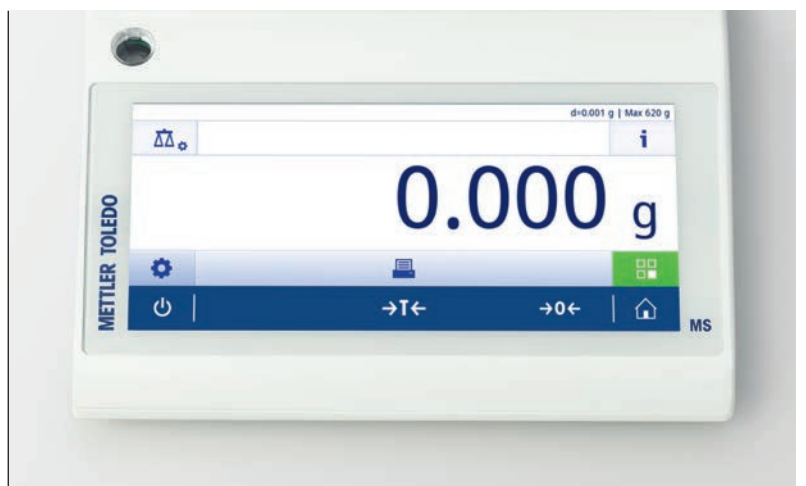 d=0.001 g | Max 620 g
i
0.000 g
→T← →0←
METTLER TOLEDO
MS